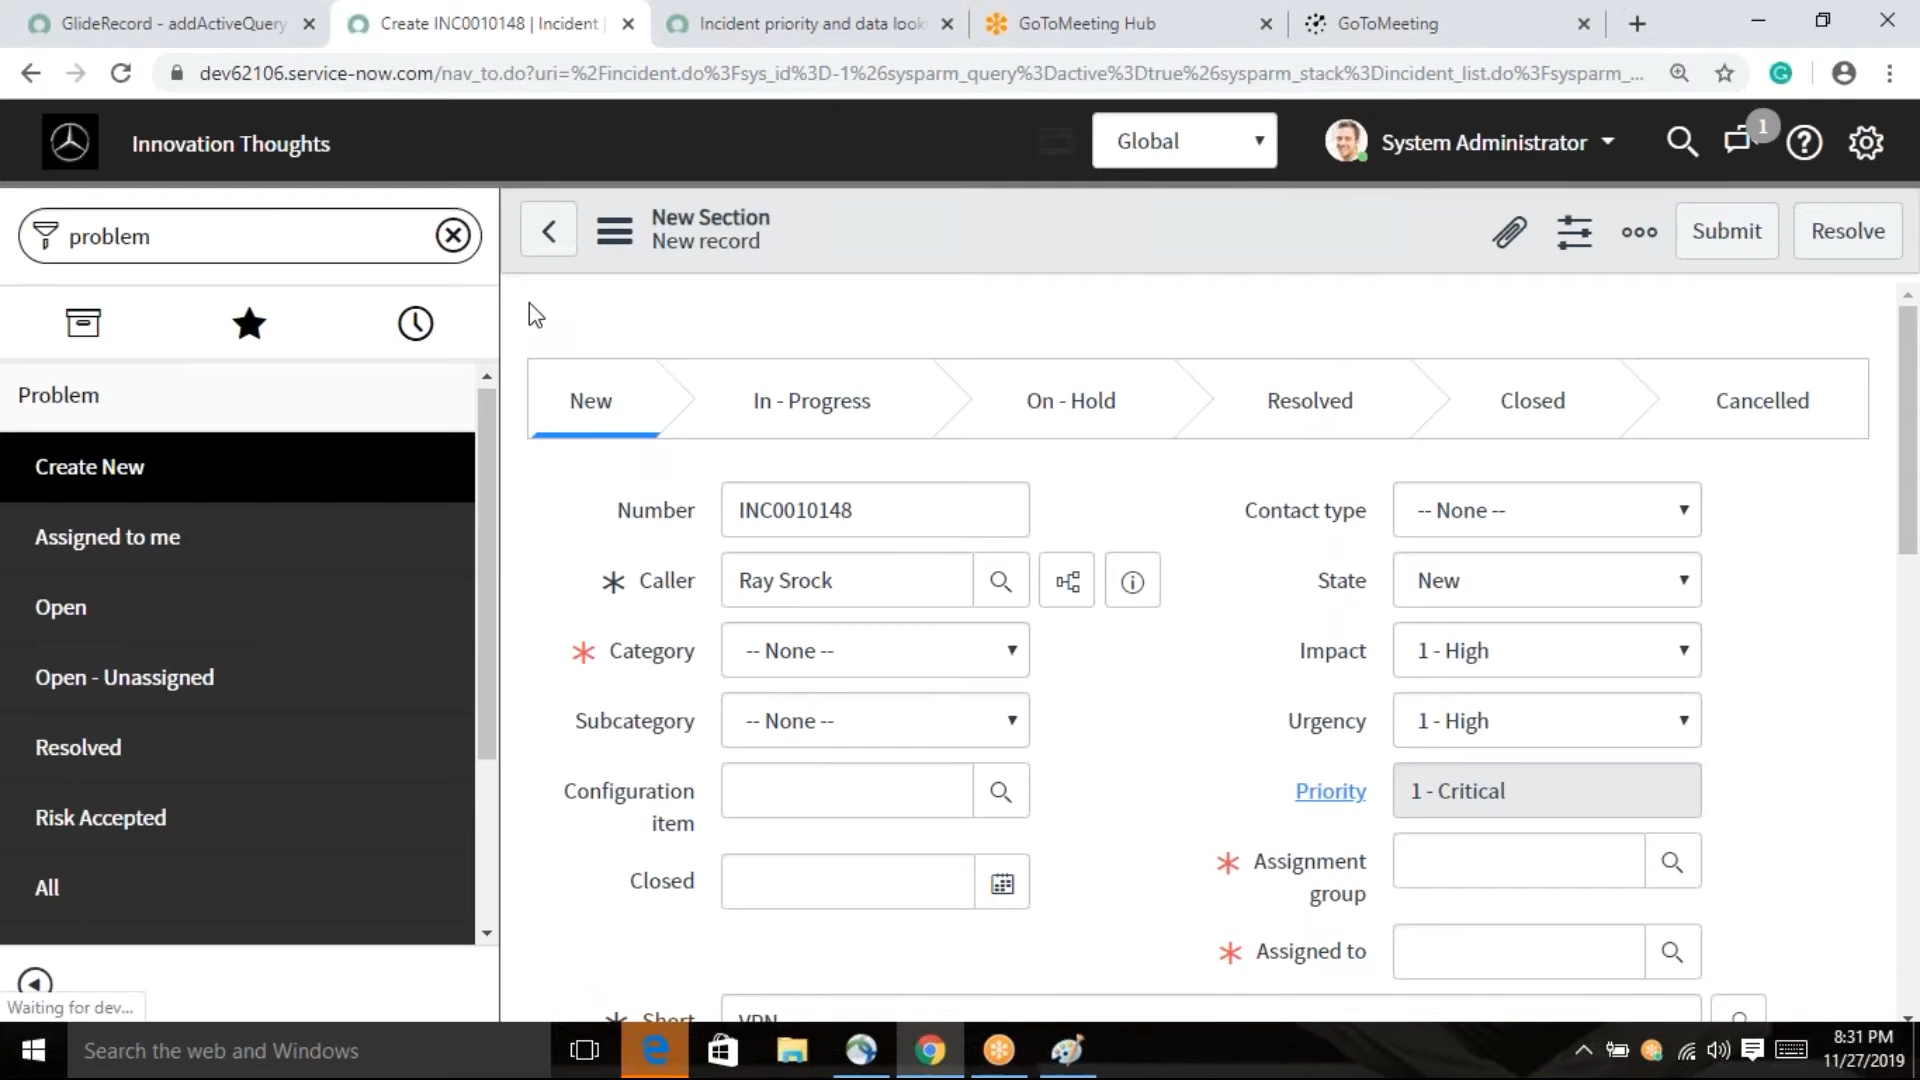 GlideRecord - addActiveQuery
Create INC0010148 | Incident |
Incident priority and data look
GoToMeeting Hub
GoToMeeting
dev62106.service-now.com/nav_to.do?uri=%2Fincident.do%3Fsys_id%3D-1%26sysparm_query%3Dactive%3Dtrue%26sysparm_stack%3Dincident_list.do%3Fsysparm_...
Innovation Thoughts
Global
System Administrator
1
problem
New Section
New record
Submit
Resolve
Problem
Create New
Assigned to me
Open
Open - Unassigned
Resolved
Risk Accepted
All
Waiting for dev...
New
In - Progress
On - Hold
Resolved
Closed
Cancelled
Number
INC0010148
Contact type
-- None --
Caller
Ray Srock
State
New
Category
-- None --
Impact
1 - High
Subcategory
-- None --
Urgency
1 - High
Configuration
item
Priority
1 - Critical
Closed
Assignment
group
Assigned to
Short
VPN
Search the web and Windows
8:31 PM
11/27/2019